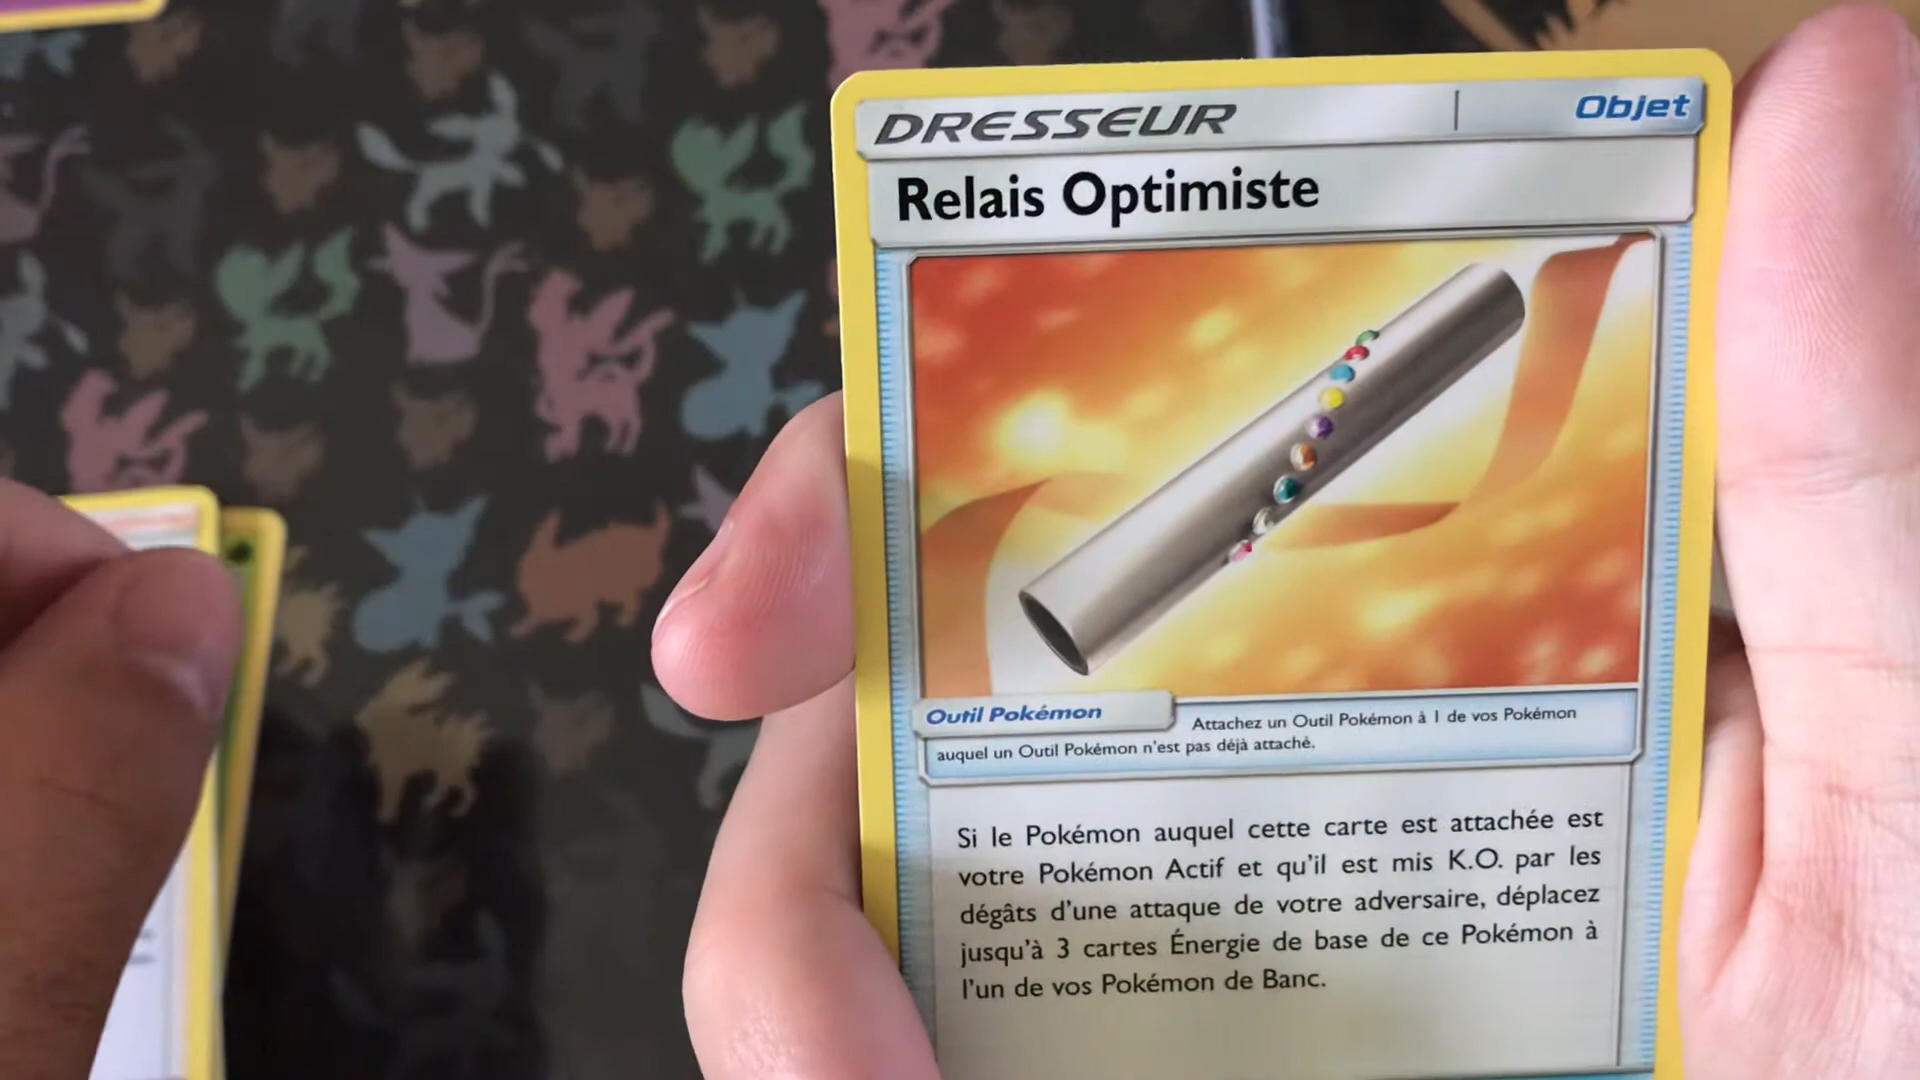 DRESSEUR | Objet
Relais Optimiste
Outil Pokémon Attachez un Outil Pokémon à 1 de vos Pokémon
auquel un Outil Pokémon n'est pas déjà attaché.
Si le Pokémon auquel cette carte est attachée est
votre Pokémon Actif et qu'il est mis K.O. par les
dégâts d'une attaque de votre adversaire, déplacez
jusqu'à 3 cartes Énergie de base de ce Pokémon à
l'un de vos Pokémon de Banc.